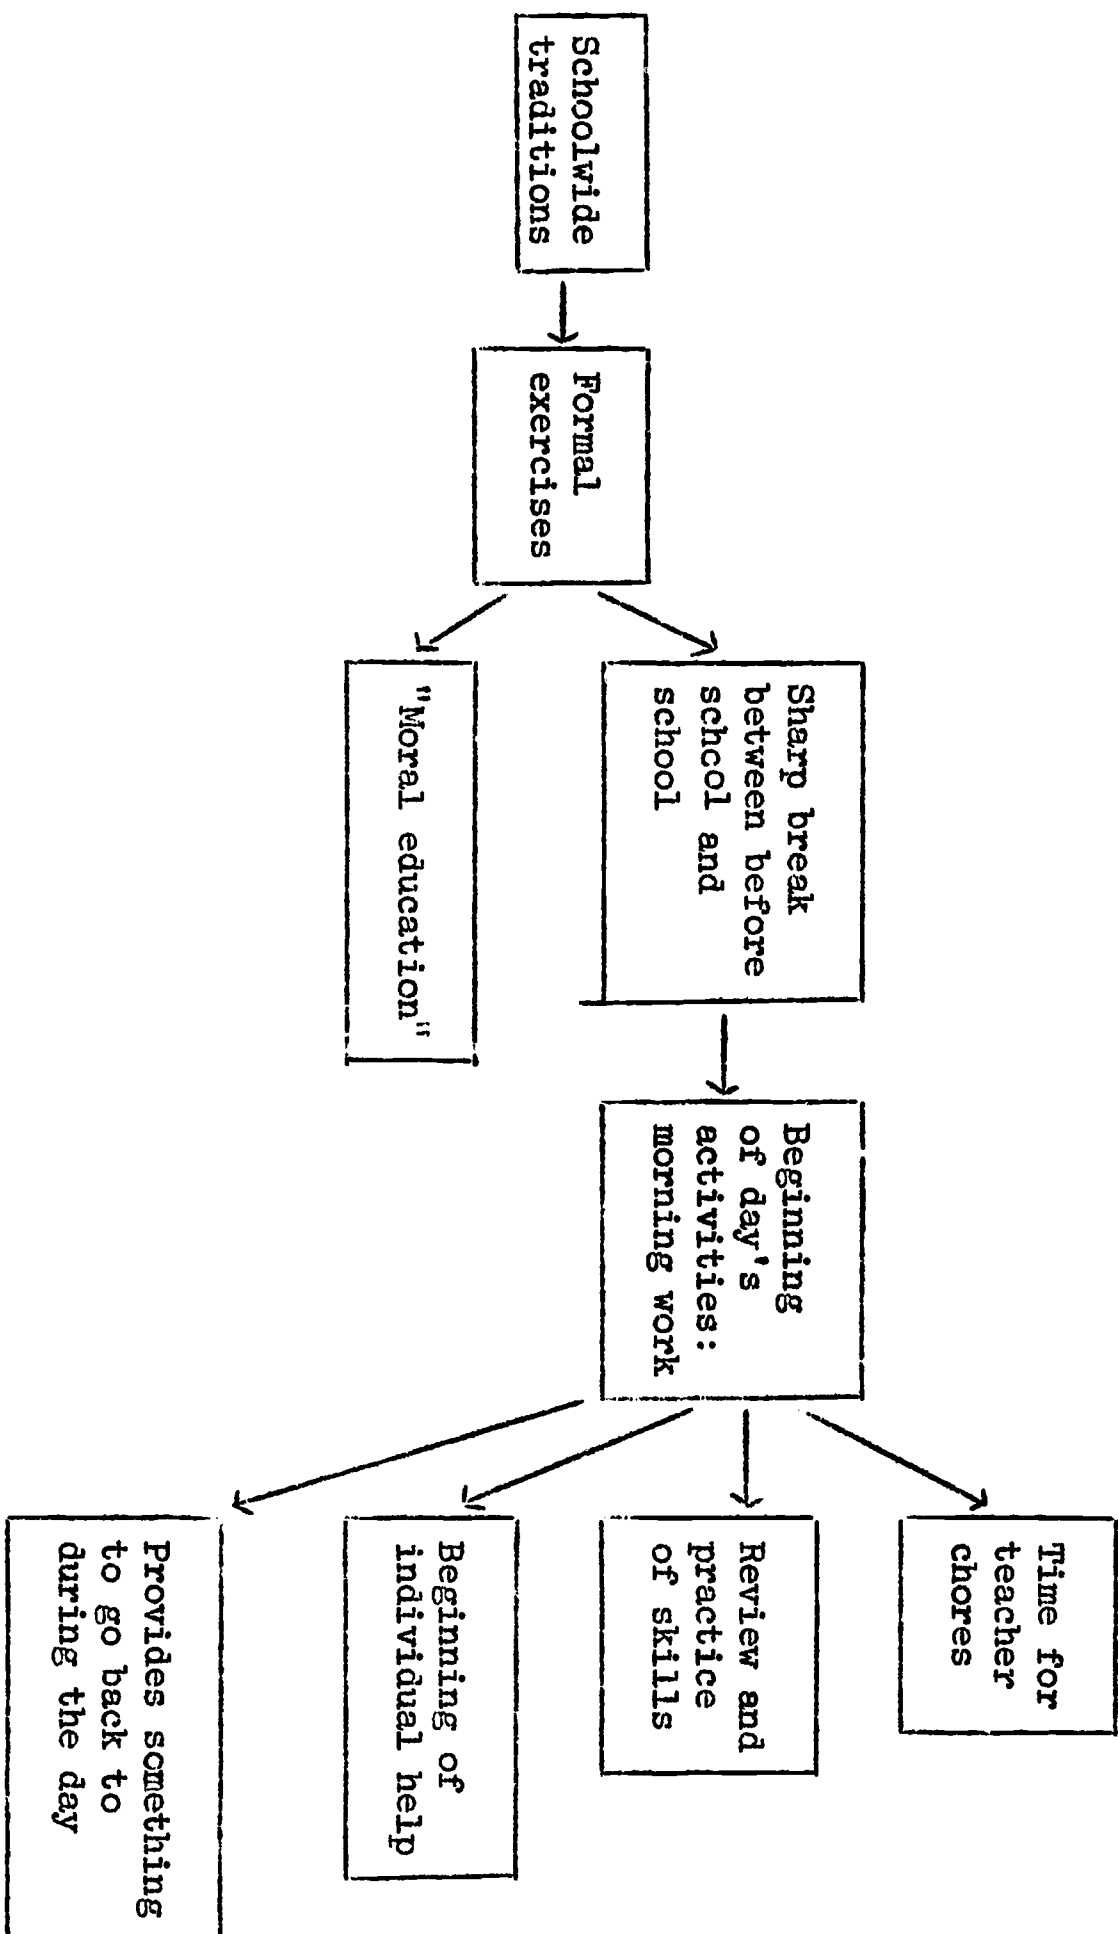 Schoolwide
traditions
Formal
exercises
Sharp break
between before
schcol and
school
"Moral education"
Beginning
of day's
activities:
morning work
Time for
teacher
chores
Review and
practice
of skills
Beginning of
individual help
Provides something
to go back to
during the day